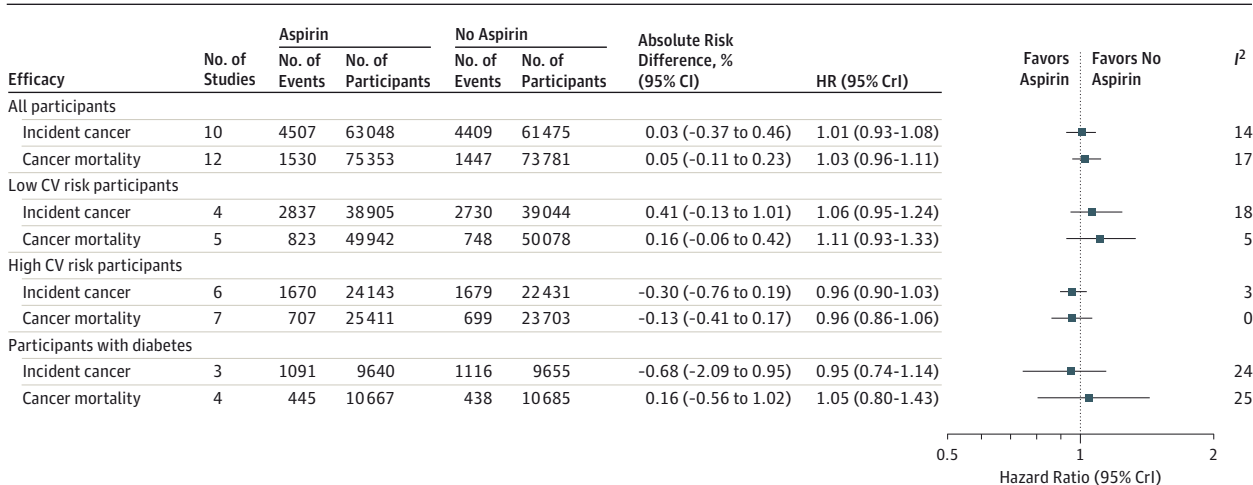 Efficacy No. of Studies Aspirin No. of Events No. of Participants No Aspirin No. of Events No. of Participants Absolute Risk Difference, % (95% CI) HR (95% CrI) Favors Aspirin Favors No Aspirin I2
All participants
Incident cancer 10 4507 63048 4409 61475 0.03 (-0.37 to 0.46) 1.01 (0.93-1.08) 14
Cancer mortality 12 1530 75353 1447 73781 0.05 (-0.11 to 0.23) 1.03 (0.96-1.11) 17
Low CV risk participants
Incident cancer 4 2837 38905 2730 39044 0.41 (-0.13 to 1.01) 1.06 (0.95-1.24) 18
Cancer mortality 5 823 49942 748 50078 0.16 (-0.06 to 0.42) 1.11 (0.93-1.33) 5
High CV risk participants
Incident cancer 6 1670 24143 1679 22431 -0.30 (-0.76 to 0.19) 0.96 (0.90-1.03) 3
Cancer mortality 7 707 25411 699 23703 -0.13 (-0.41 to 0.17) 0.96 (0.86-1.06) 0
Participants with diabetes
Incident cancer 3 1091 9640 1116 9655 -0.68 (-2.09 to 0.95) 0.95 (0.74-1.14) 24
Cancer mortality 4 445 10667 438 10685 0.16 (-0.56 to 1.02) 1.05 (0.80-1.43) 25
0.5 1 2
Hazard Ratio (95% CrI)